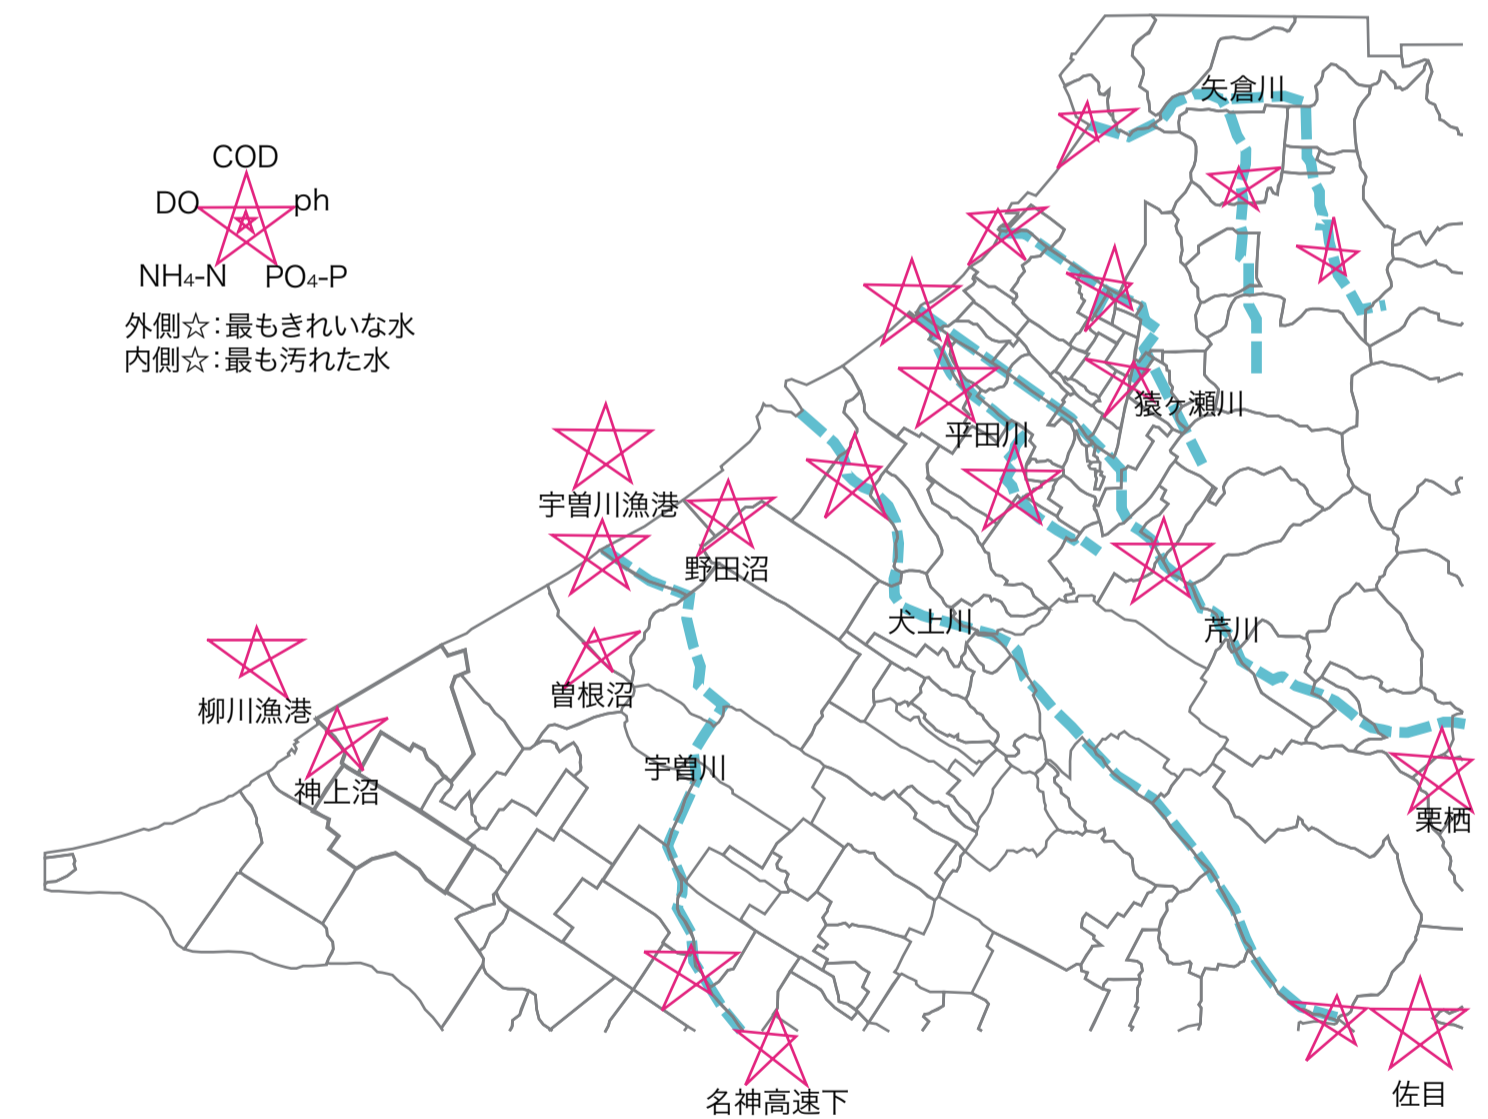 COD
DO
ph
NH₄-N
PO₄-P
外側☆：最もきれいな水
内側☆：最も汚れた水
矢倉川
猿ヶ瀬川
平田川
宇曽川漁港
野田沼
犬上川
芹川
曽根沼
柳川漁港
宇曽川
神上沼
栗栖
名神高速下
佐目